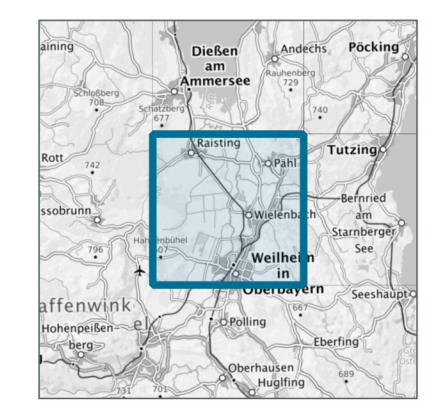 aining
Dießen
am
Ammersee
Andechs
Pöcking
Rauhenberg
729
Schloßberg
708
Schatzberg
677
740
Raisting
Pähl
Tutzing
Rott
742
ssobrunn
Wielenbach
Bernried
am
Starnberger
See
796
607
Weilheim
in
Oberbayern
Seeshaupt
affenwink
el
667
Hohenpeißen-
berg
Polling
Eberfing
Oberhausen
Huglfing
689
731
701